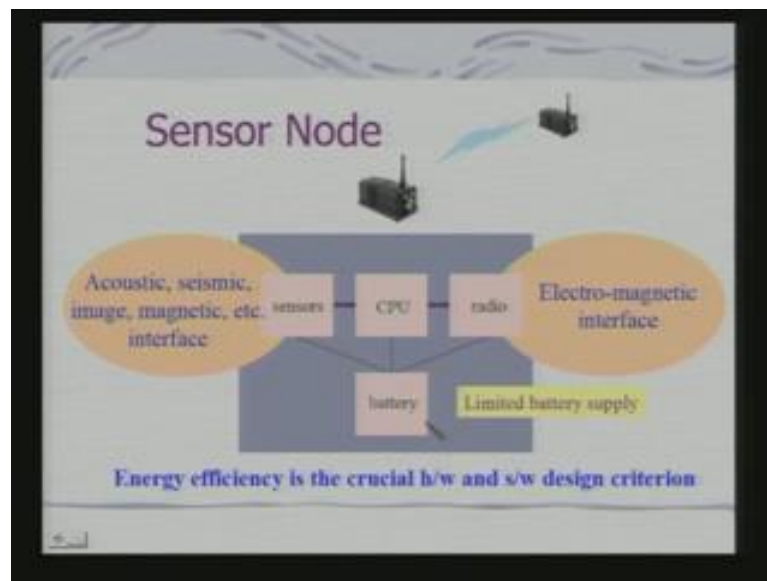 Sensor Node
Acoustic, seismic,
image, magnetic, etc.
interface
sensors
CPU
radio
Electro-magnetic
interface
battery
Limited battery supply
Energy efficiency is the crucial h/w and s/w design criterion